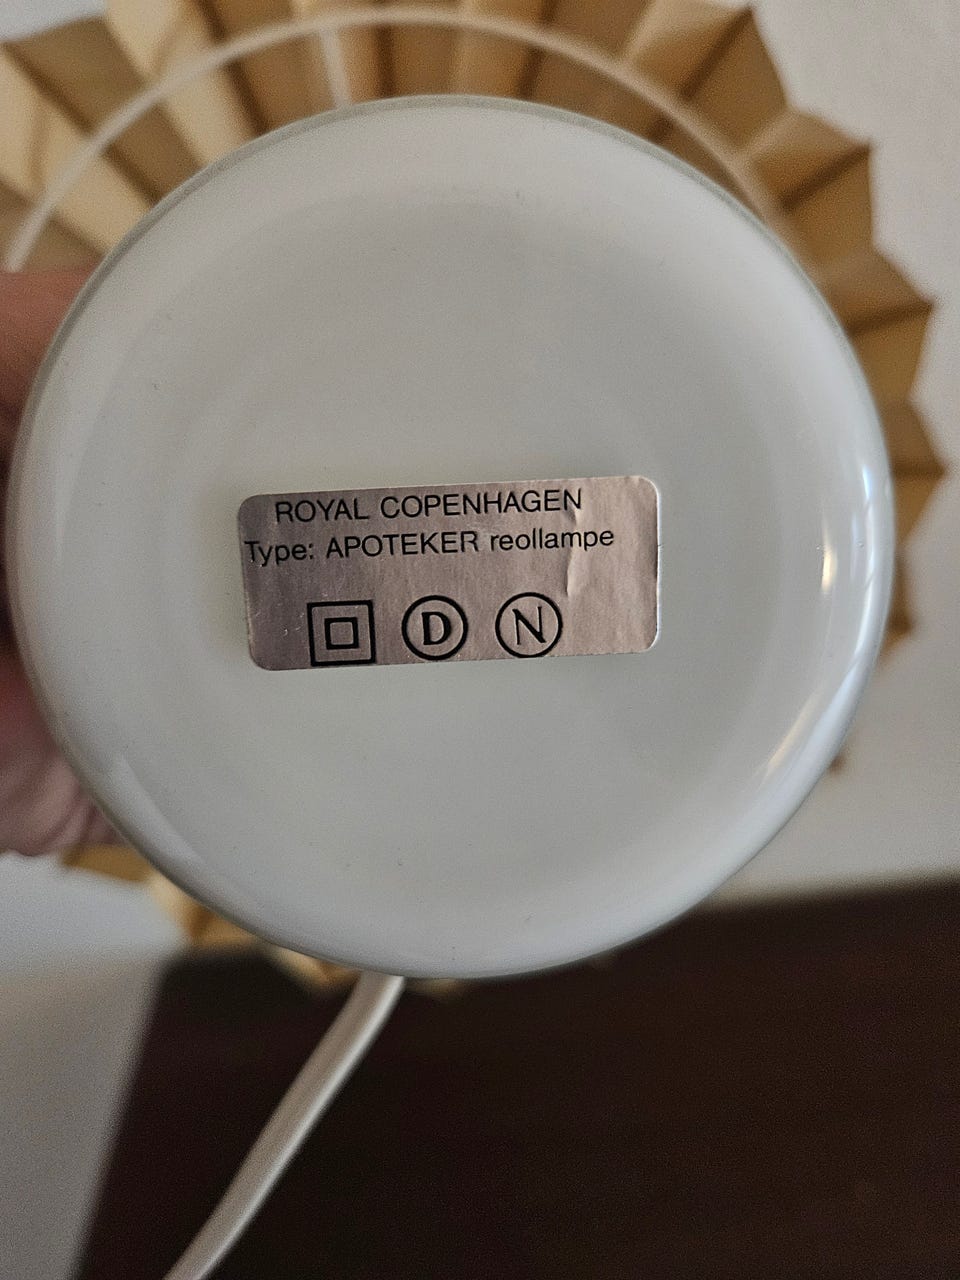 ROYAL COPENHAGEN
Type: APOTEKER reollampe
D N